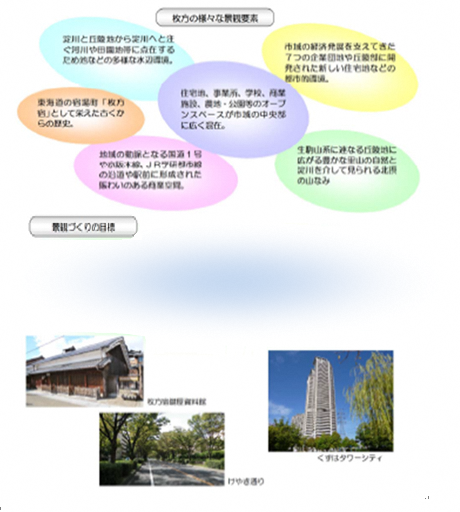 枚方の様々な景観要素
淀川と丘陵地から淀川へと注
ぐ河川や田園地帯に点在する
ため池などの多様な水辺環境。
市域の経済発展を支えてきた
7つの企業団地や丘陵部に開
発された新しい住宅地などの
都市的環境。
東海道の宿場町「枚方
宿」として栄えた古くか
らの歴史。
住宅地、事業所、学校、商業
施設、農地・公園等のオープ
ンスペースが市域の中央部
に広く混在。
地域の動脈となる国道1号
や京阪本線、JR学研都市線
の沿道や駅前に形成された
賑わいのある商業空間。
生駒山系に連なる丘陵地に
広がる豊かな里山の自然と
淀川を介して見られる北摂
の山なみ
景観づくりの目標
枚方宿鍵屋資料館
けやき通り
くずはタワーシティ